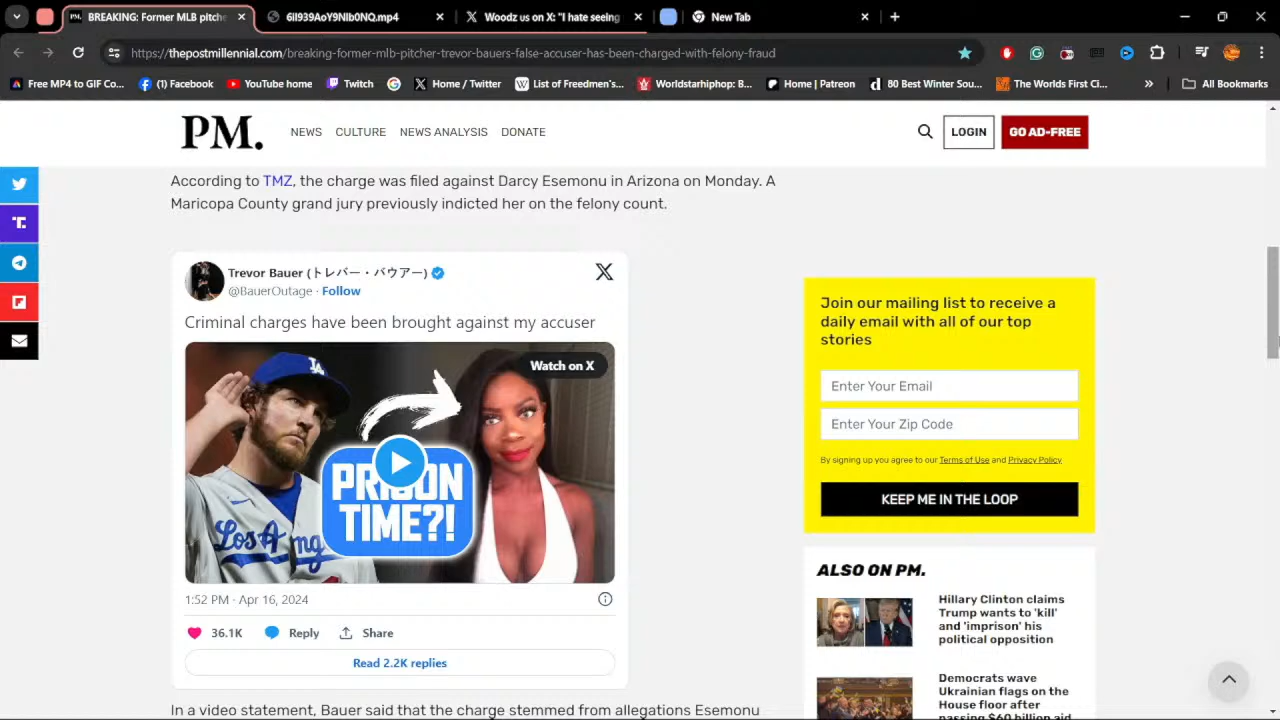 BREAKING: Former MLB pitche
6Il939AoY9Nlb0NQ.mp4
Woodz us on X: "I hate seeing
New Tab
https://thepostmillennial.com/breaking-former-mlb-pitcher-trevor-bauers-false-accuser-has-been-charged-with-felony-fraud
Free MP4 to GIF Co...
(1) Facebook
YouTube home
Twitch
Home / Twitter
List of Freedmen's...
Worldstarhiphop: B...
Home | Patreon
80 Best Winter Sou...
The Worlds First Cl...
»
All Bookmarks
PM.
NEWS CULTURE NEWS ANALYSIS DONATE
LOGIN
GO AD-FREE
According to TMZ, the charge was filed against Darcy Esemonu in Arizona on Monday. A
Maricopa County grand jury previously indicted her on the felony count.
Trevor Bauer (トレバー・バウアー)
@BauerOutage · Follow
Criminal charges have been brought against my accuser
Watch on X
LA
PRISON
TIME?!
Los Ang
1:52 PM · Apr 16, 2024
36.1K Reply Share
Read 2.2K replies
In a video statement, Bauer said that the charge stemmed from allegations Esemonu
Join our mailing list to receive a
daily email with all of our top
stories
Enter Your Email
Enter Your Zip Code
By signing up you agree to our Terms of Use and Privacy Policy
KEEP ME IN THE LOOP
ALSO ON PM.
Hillary Clinton claims
Trump wants to 'kill'
and 'imprison' his
political opposition
Democrats wave
Ukrainian flags on the
House floor after
passing $60 billion aid